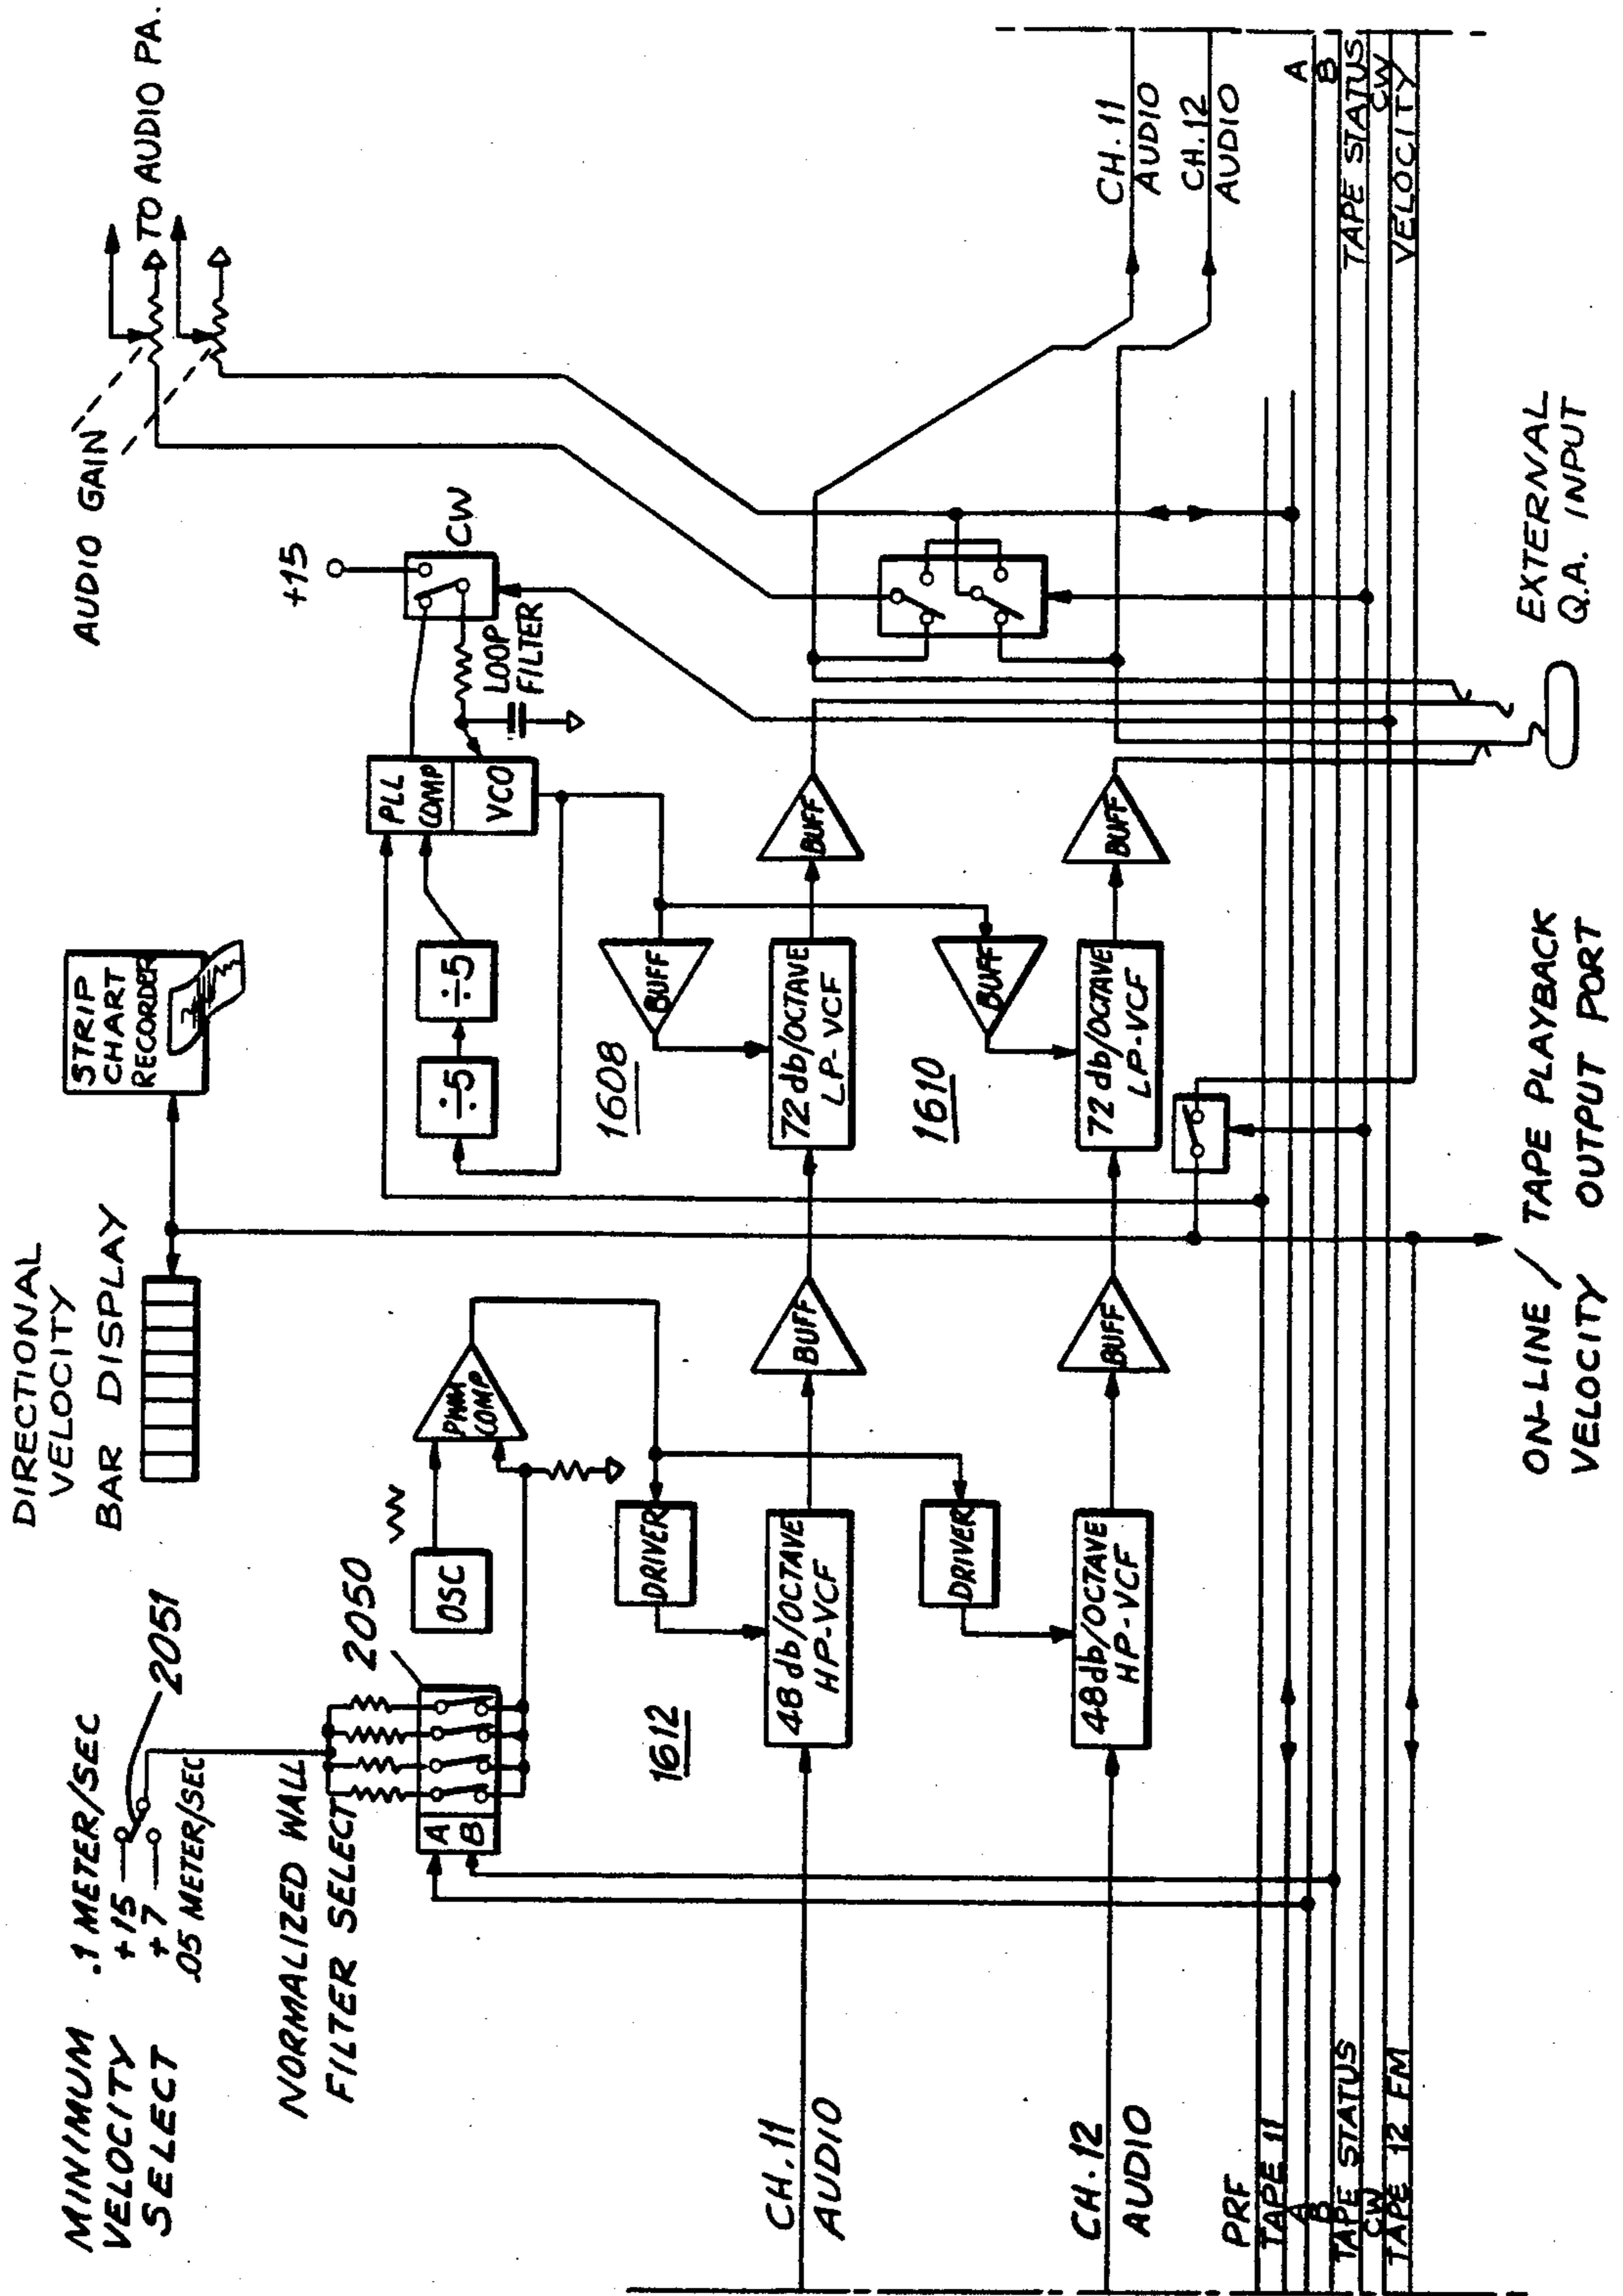 MINIMUM
VELOCITY
SELECT
.1 METER/SEC
+15
+7
.05 METER/SEC
2051
DIRECTIONAL
VELOCITY
BAR DISPLAY
STRIP
CHART
RECORDER
AUDIO GAIN
TO AUDIO PA.
NORMALIZED WALL
FILTER SELECT
2050
A
B
OSC
PWM
COMP
÷5
÷5
PLL
COMP
VCO
+15
CW
LOOP
FILTER
1612
DRIVER
1608
BUFF
CH.11
AUDIO
48 db/OCTAVE
HP-VCF
BUFF
72 db/OCTAVE
LP-VCF
BUFF
CH.11
AUDIO
DRIVER
1610
BUFF
CH.12
AUDIO
48 db/OCTAVE
HP-VCF
BUFF
72 db/OCTAVE
LP-VCF
BUFF
CH.12
AUDIO
PRF
TAPE 11
A
B
TAPE STATUS
CW
TAPE 12 FM
A
B
TAPE STATUS
CW
VELOCITY
ON-LINE / TAPE PLAYBACK
VELOCITY OUTPUT PORT
EXTERNAL
Q.A. INPUT